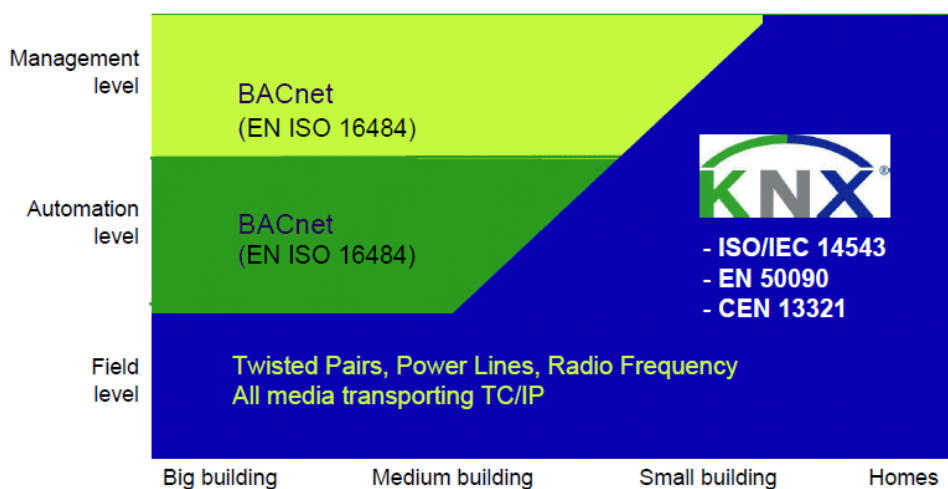 Management
level
BACnet
(EN ISO 16484)
KNX®
Automation
level
BACnet
(EN ISO 16484)
- ISO/IEC 14543
- EN 50090
- CEN 13321
Field
level
Twisted Pairs, Power Lines, Radio Frequency
All media transporting TC/IP
Big building
Medium building
Small building
Homes